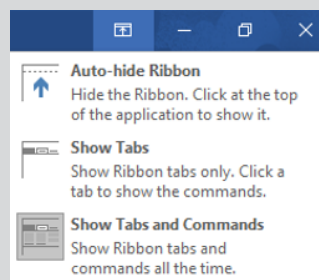 Auto-hide Ribbon
Hide the Ribbon. Click at the top
of the application to show it.
Show Tabs
Show Ribbon tabs only. Click a
tab to show the commands.
Show Tabs and Commands
Show Ribbon tabs and
commands all the time.